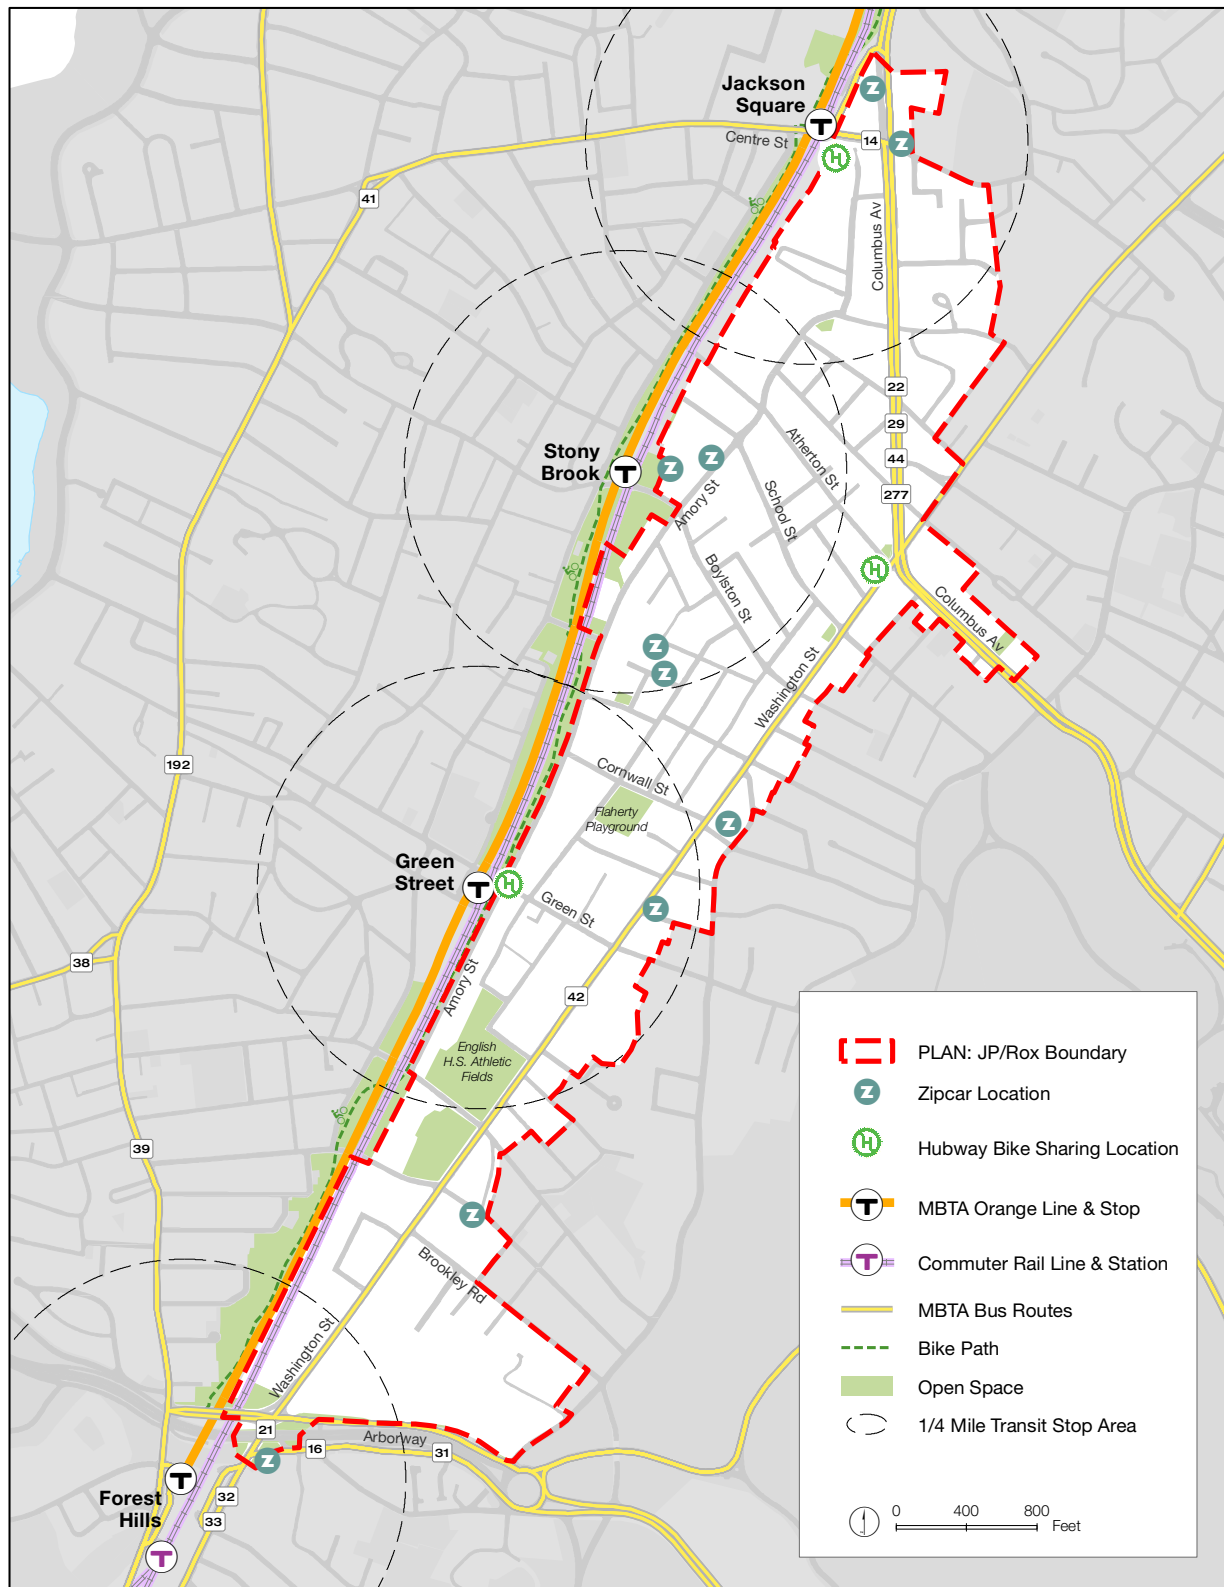 Jackson
Square
Centre St
14
41
Columbus Av
22
29
44
277
Stony
Brook
Atherton St
School St
Amory St
Boylston St
Columbus Av
Washington St
192
Cornwall St
Flaherty
Playground
Green
Street
Green St
38
Amory St
42
English
H.S. Athletic
Fields
39
Brookley Rd
Washington St
21
16
Arborway
31
32
33
Forest
Hills
PLAN: JP/Rox Boundary
Z Zipcar Location
H Hubway Bike Sharing Location
T MBTA Orange Line & Stop
T Commuter Rail Line & Station
MBTA Bus Routes
Bike Path
Open Space
1/4 Mile Transit Stop Area
0 400 800
Feet